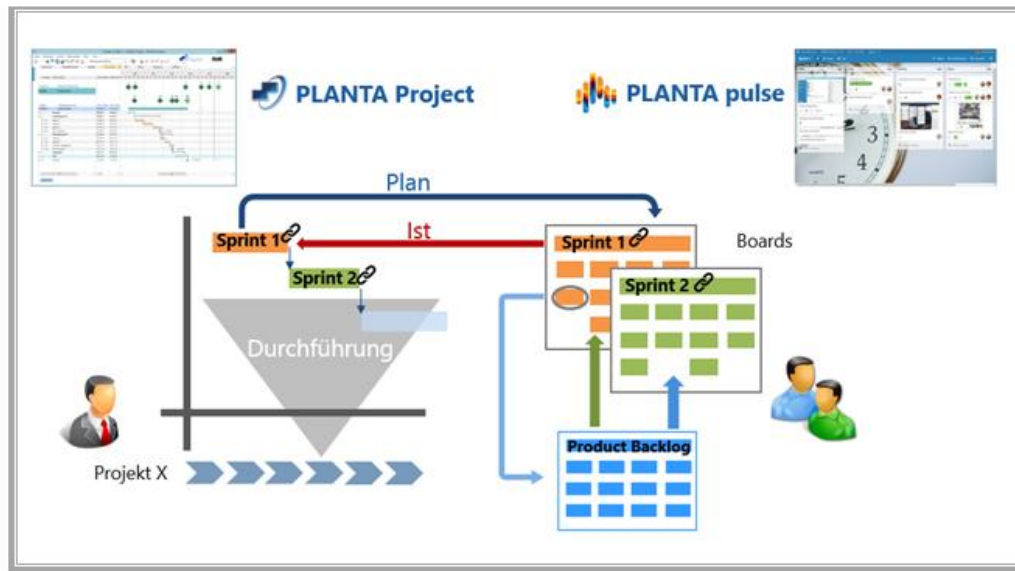 PLANTA Project
PLANTA pulse
Plan
Ist
Sprint 1
Sprint 2
Durchführung
Projekt X
Sprint 1
Boards
Sprint 2
Product Backlog